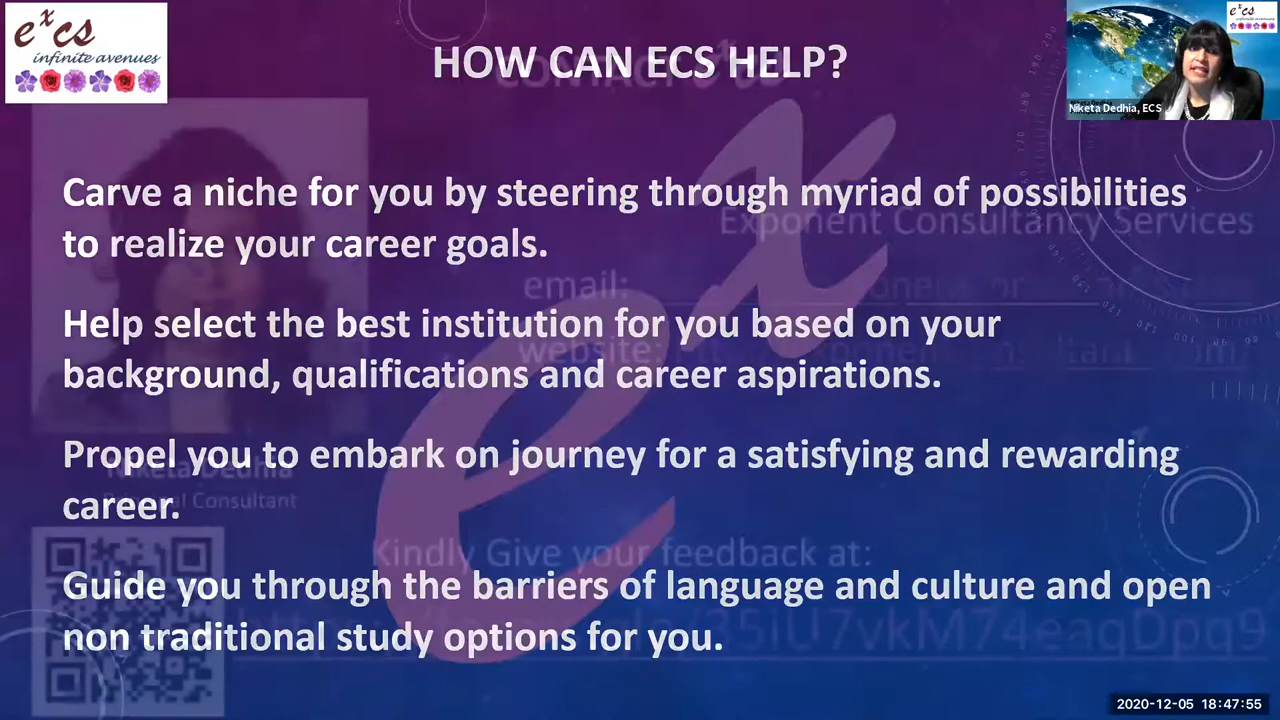 e x cs
infinite avenues
HOW CAN ECS HELP?
e x cs
Niketa Dedhia, ECS
Carve a niche for you by steering through myriad of possibilities
to realize your career goals.
Exponent Consultancy Services
email:
Help select the best institution for you based on your
website:
background, qualifications and career aspirations.
Propel you to embark on journey for a satisfying and rewarding
Niketa Dedhia
career.
Consultant
Kindly Give your feedback at:
Guide you through the barriers of language and culture and open
non traditional study options for you.
e x
2020-12-05 18:47:55